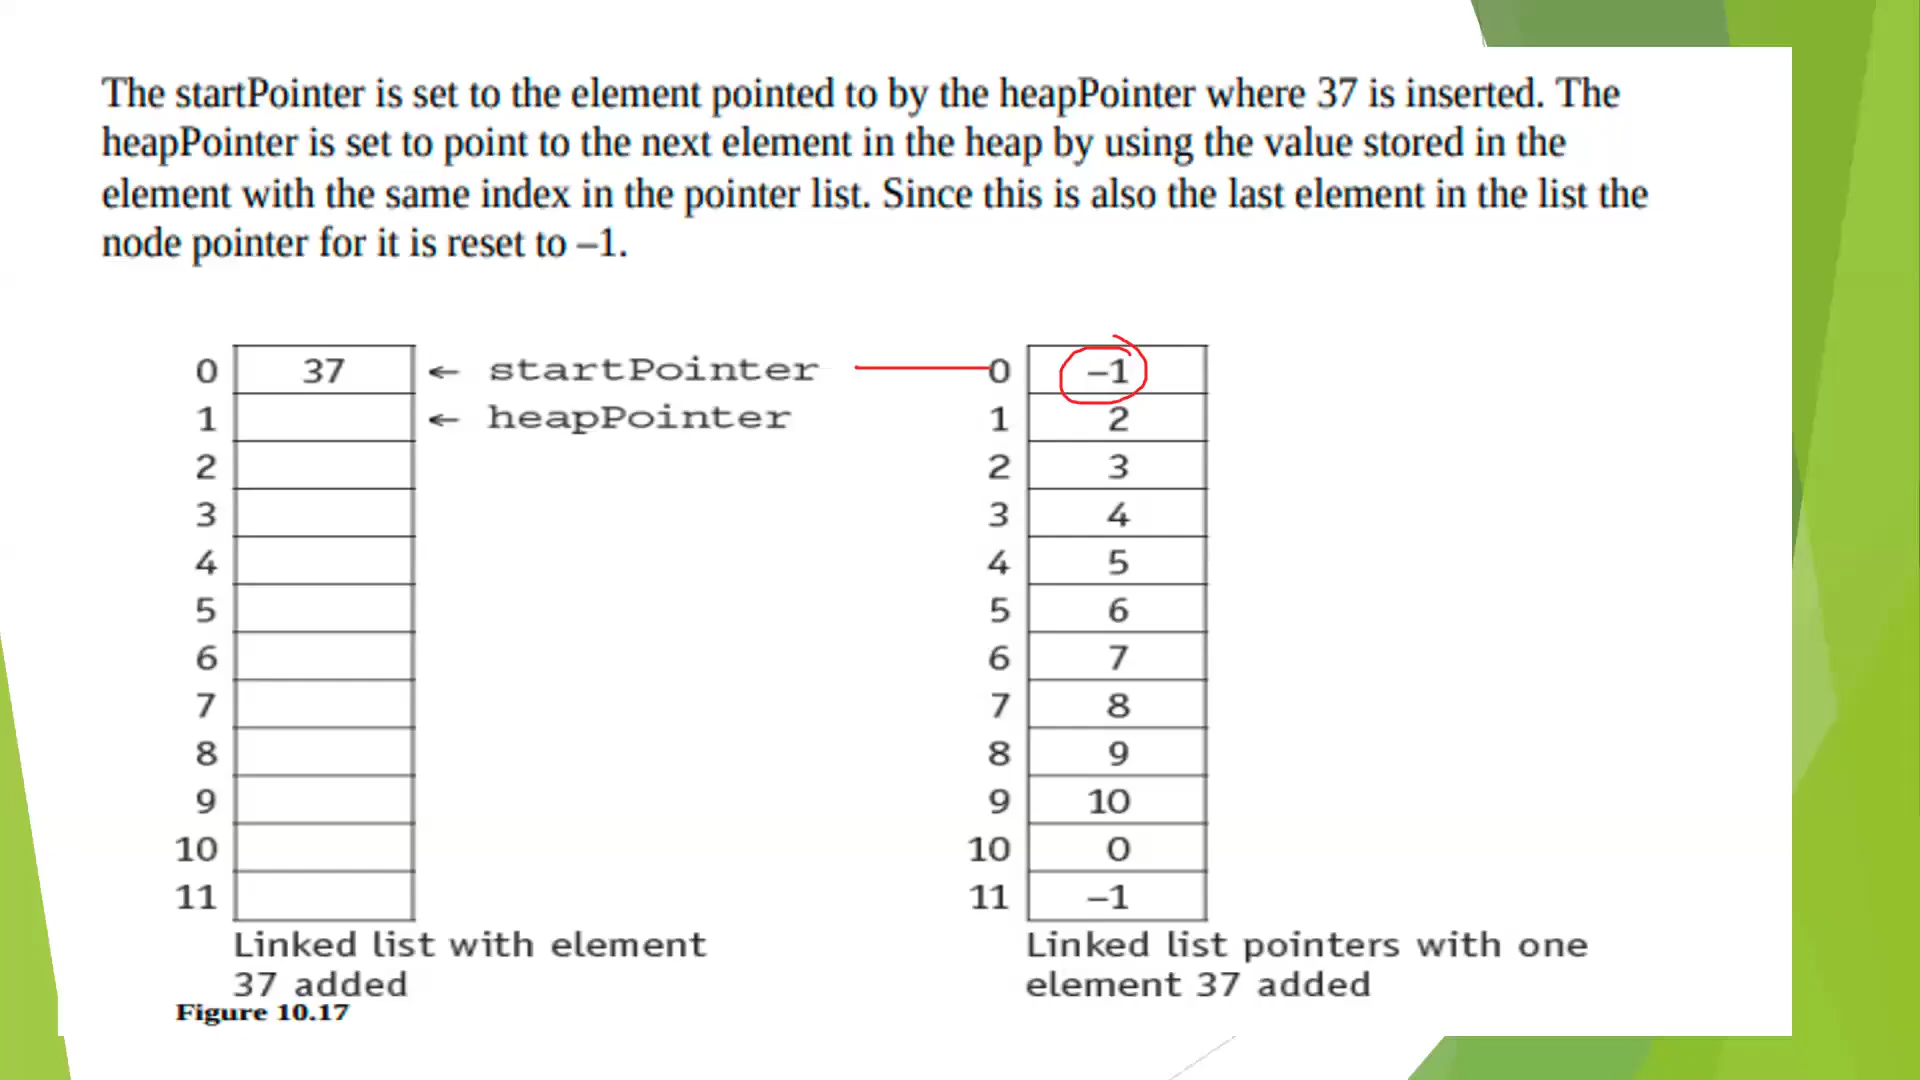 The startPointer is set to the element pointed to by the heapPointer where 37 is inserted. The
heapPointer is set to point to the next element in the heap by using the value stored in the
element with the same index in the pointer list. Since this is also the last element in the list the
node pointer for it is reset to –1.
0 37 ← startPointer
1 ← heapPointer
2
3
4
5
6
7
8
9
10
11
Linked list with element
37 added
Figure 10.17
0 –1
1 2
2 3
3 4
4 5
5 6
6 7
7 8
8 9
9 10
10 0
11 –1
Linked list pointers with one
element 37 added